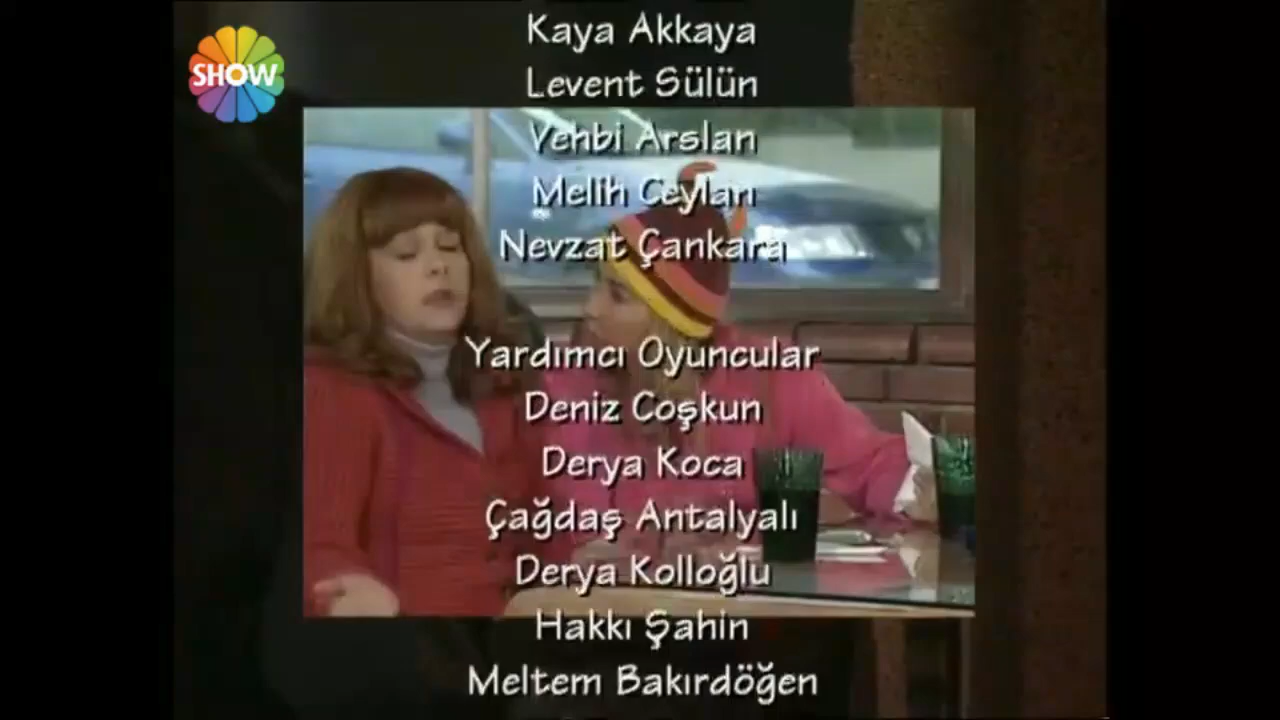 Kaya Akkaya
SHOW
Levent Sülün
Vehbi Arslan
Melih Ceylan
Nevzat Çankara
Yardımcı Oyuncular
Deniz Coşkun
Derya Koca
Çağdaş Antalyalı
Derya Kolloğlu
Hakkı Şahin
Meltem Bakırdöğen